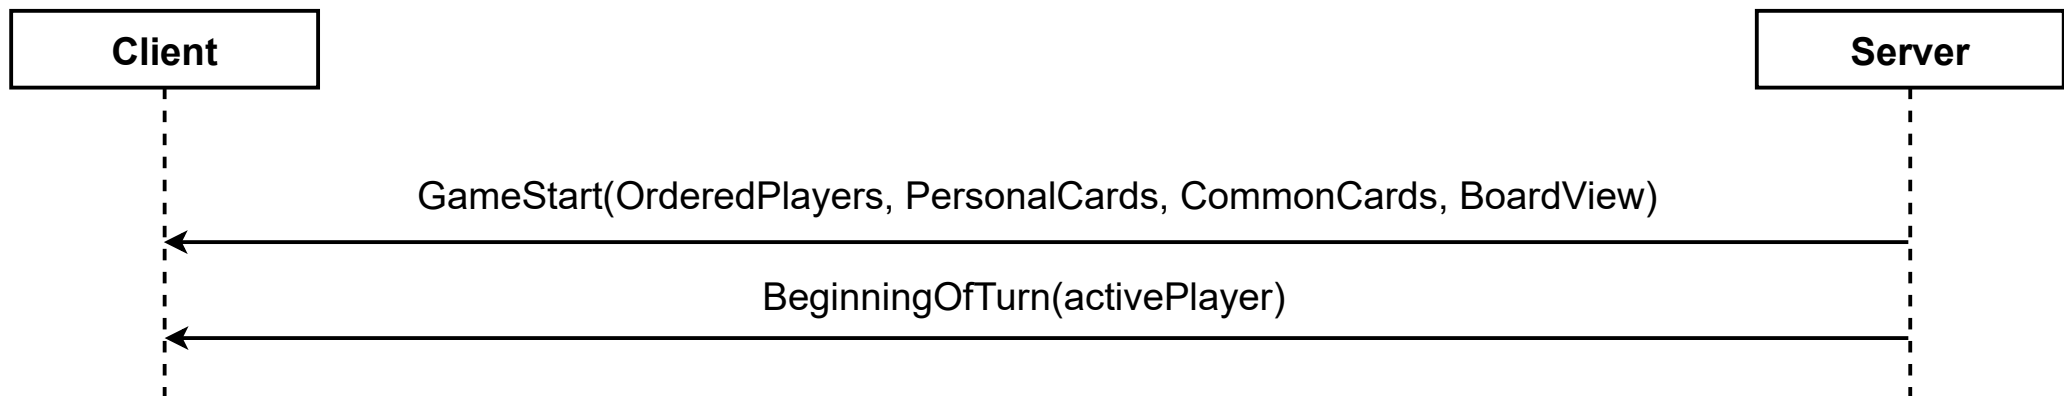 Client
Server
GameStart(OrderedPlayers, PersonalCards, CommonCards, BoardView)
BeginningOfTurn(activePlayer)